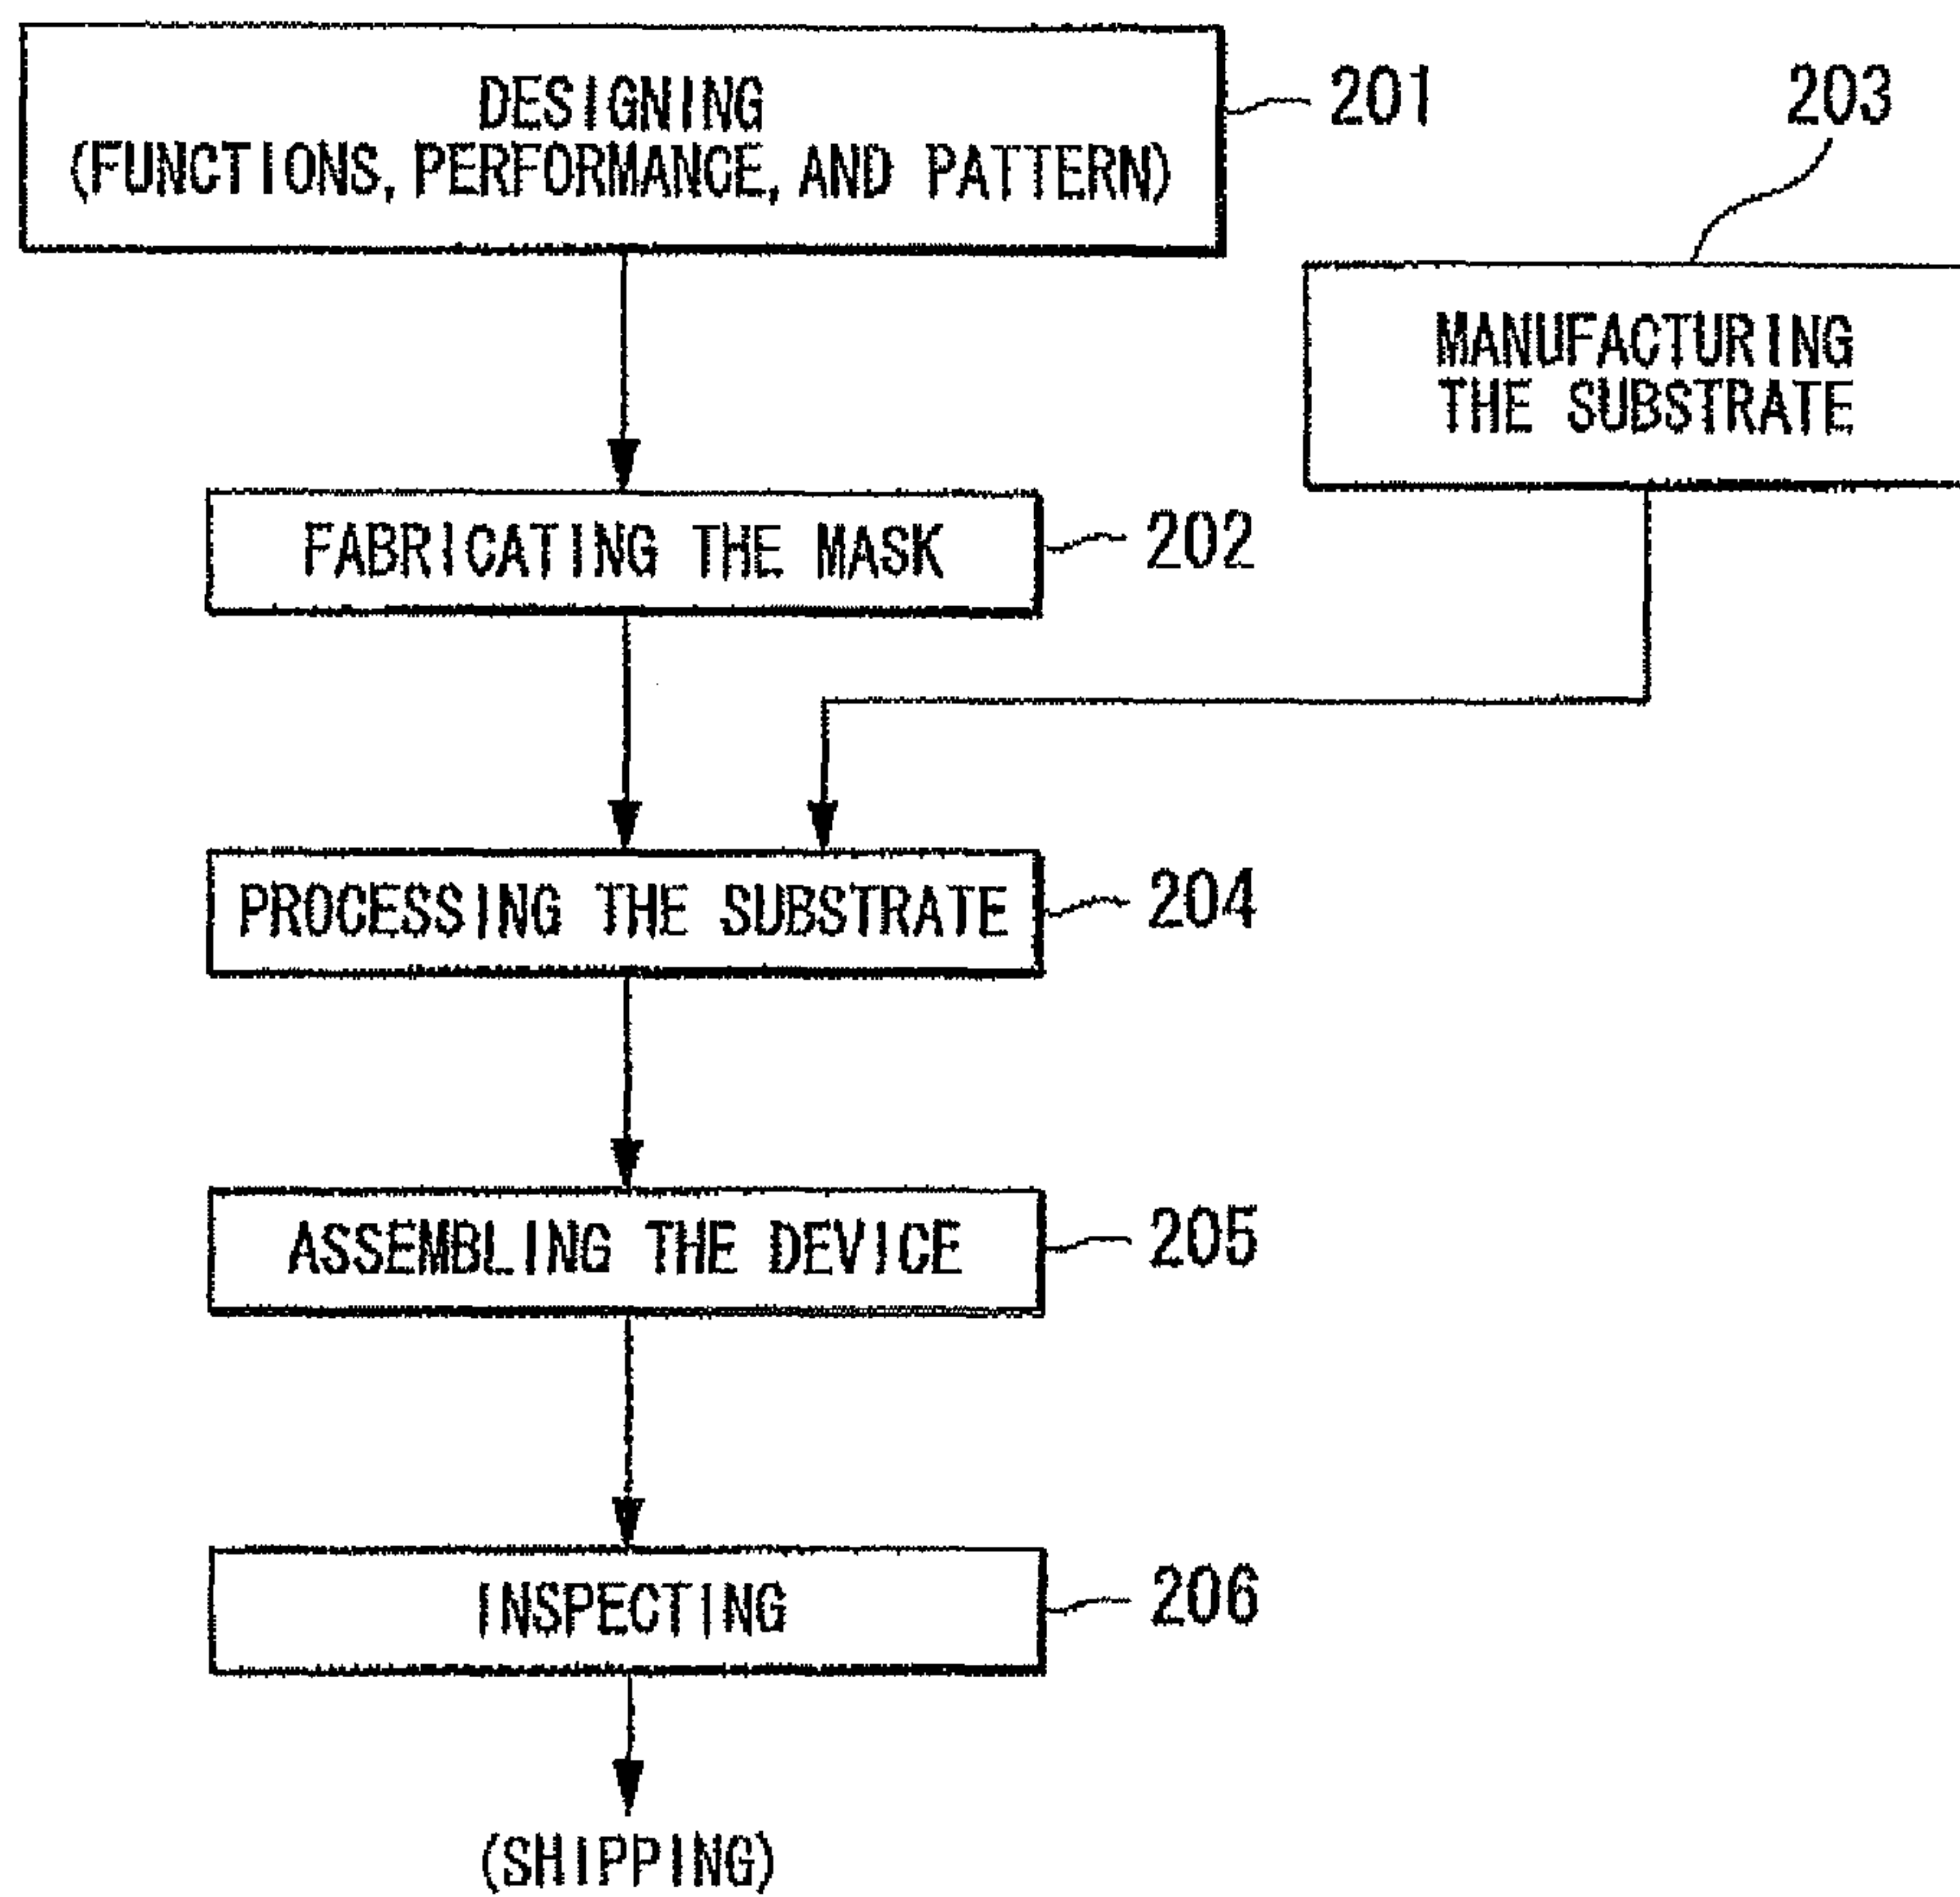 DESIGNING
(FUNCTIONS, PERFORMANCE, AND PATTERN)
201
203
MANUFACTURING
THE SUBSTRATE
FABRICATING THE MASK
202
PROCESSING THE SUBSTRATE
204
ASSEMBLING THE DEVICE
205
INSPECTING
206
(SHIPPING)